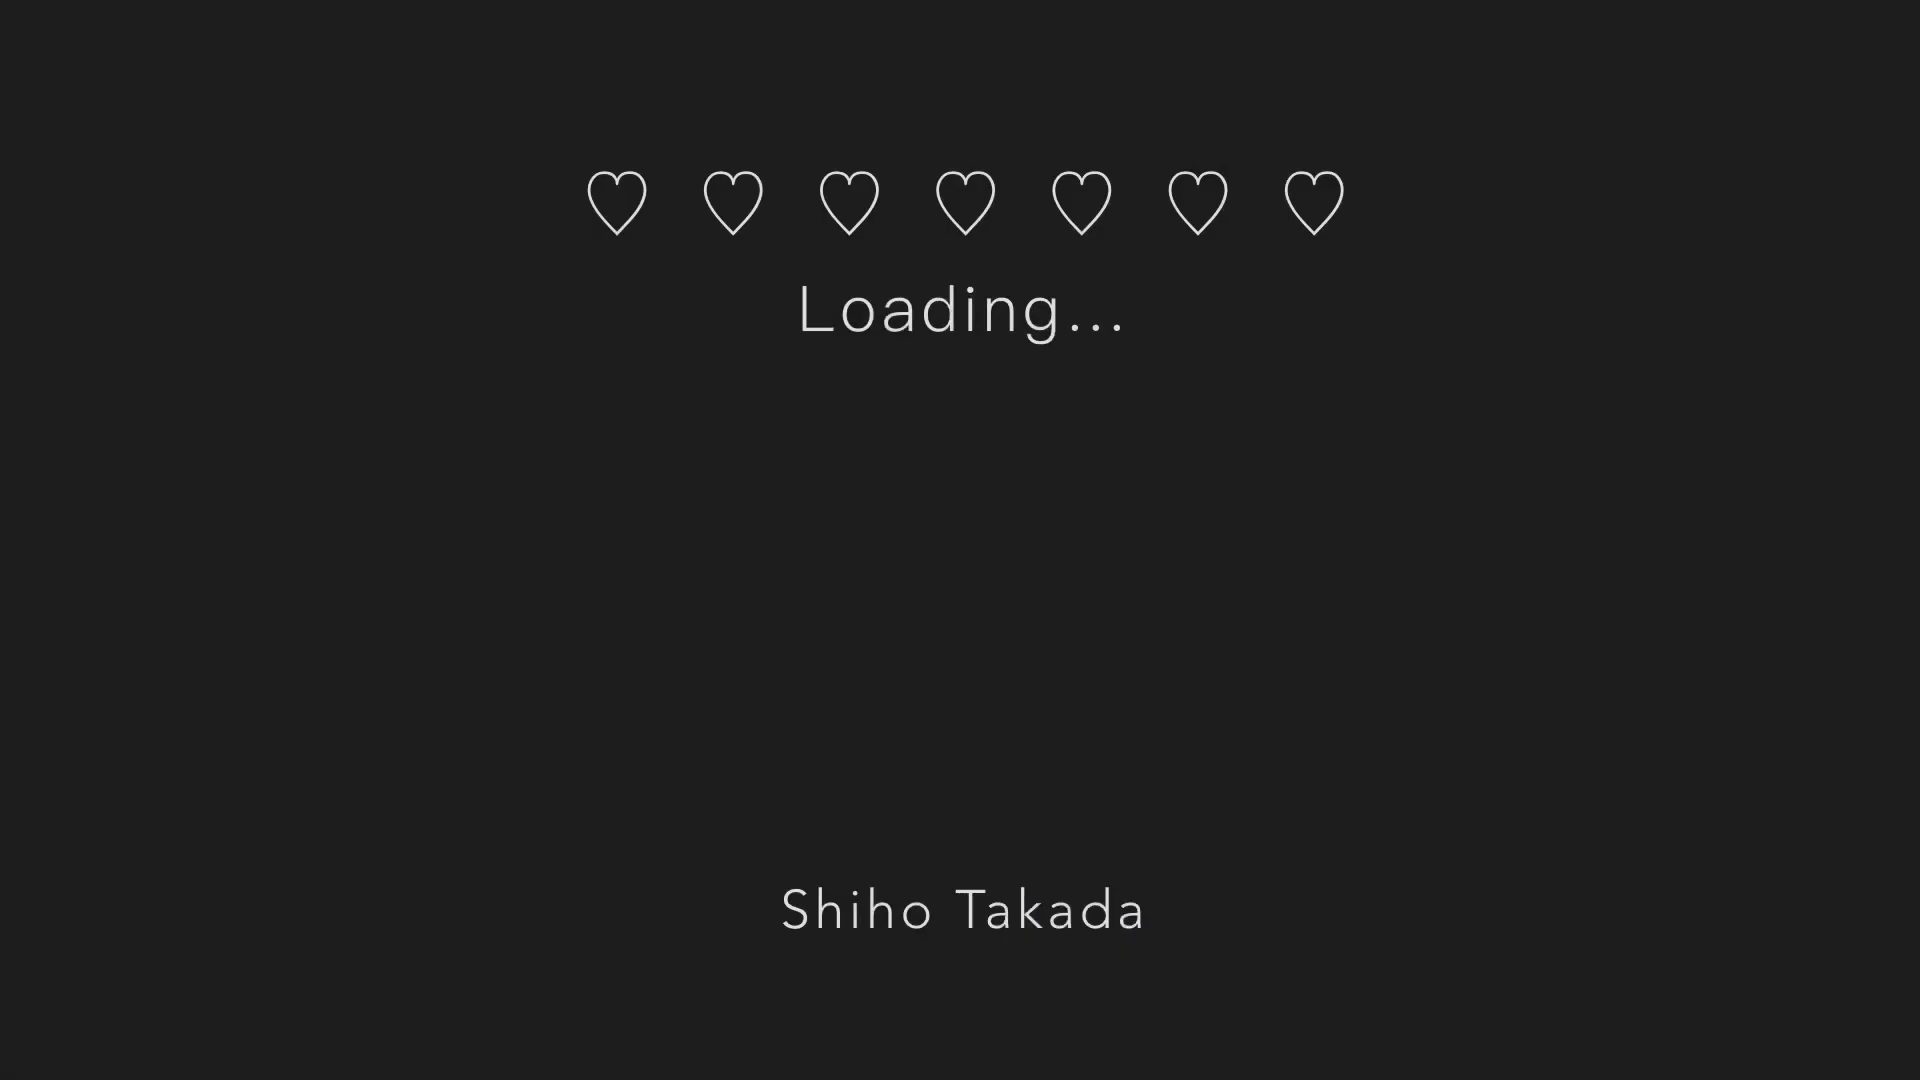 ♡ ♡ ♡ ♡ ♡ ♡ ♡
Loading...
Shiho Takada